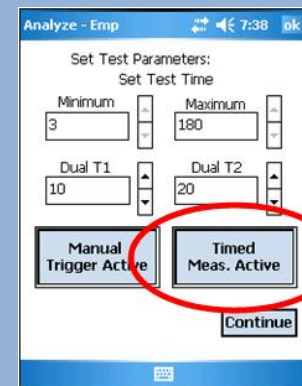 Analyze - Emp 7:38 ok
Set Test Parameters:
Set Test Time
Minimum Maximum
3 180
Dual T1 Dual T2
10 20
Manual Trigger Active
Timed Meas. Active
Continue